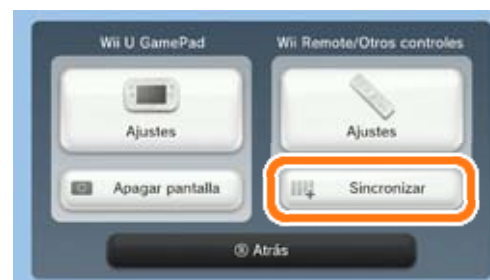 Wii U GamePad
Ajustes
Apagar pantalla
Wii Remote/Otros controles
Ajustes
Sincronizar
Ⓑ Atrás